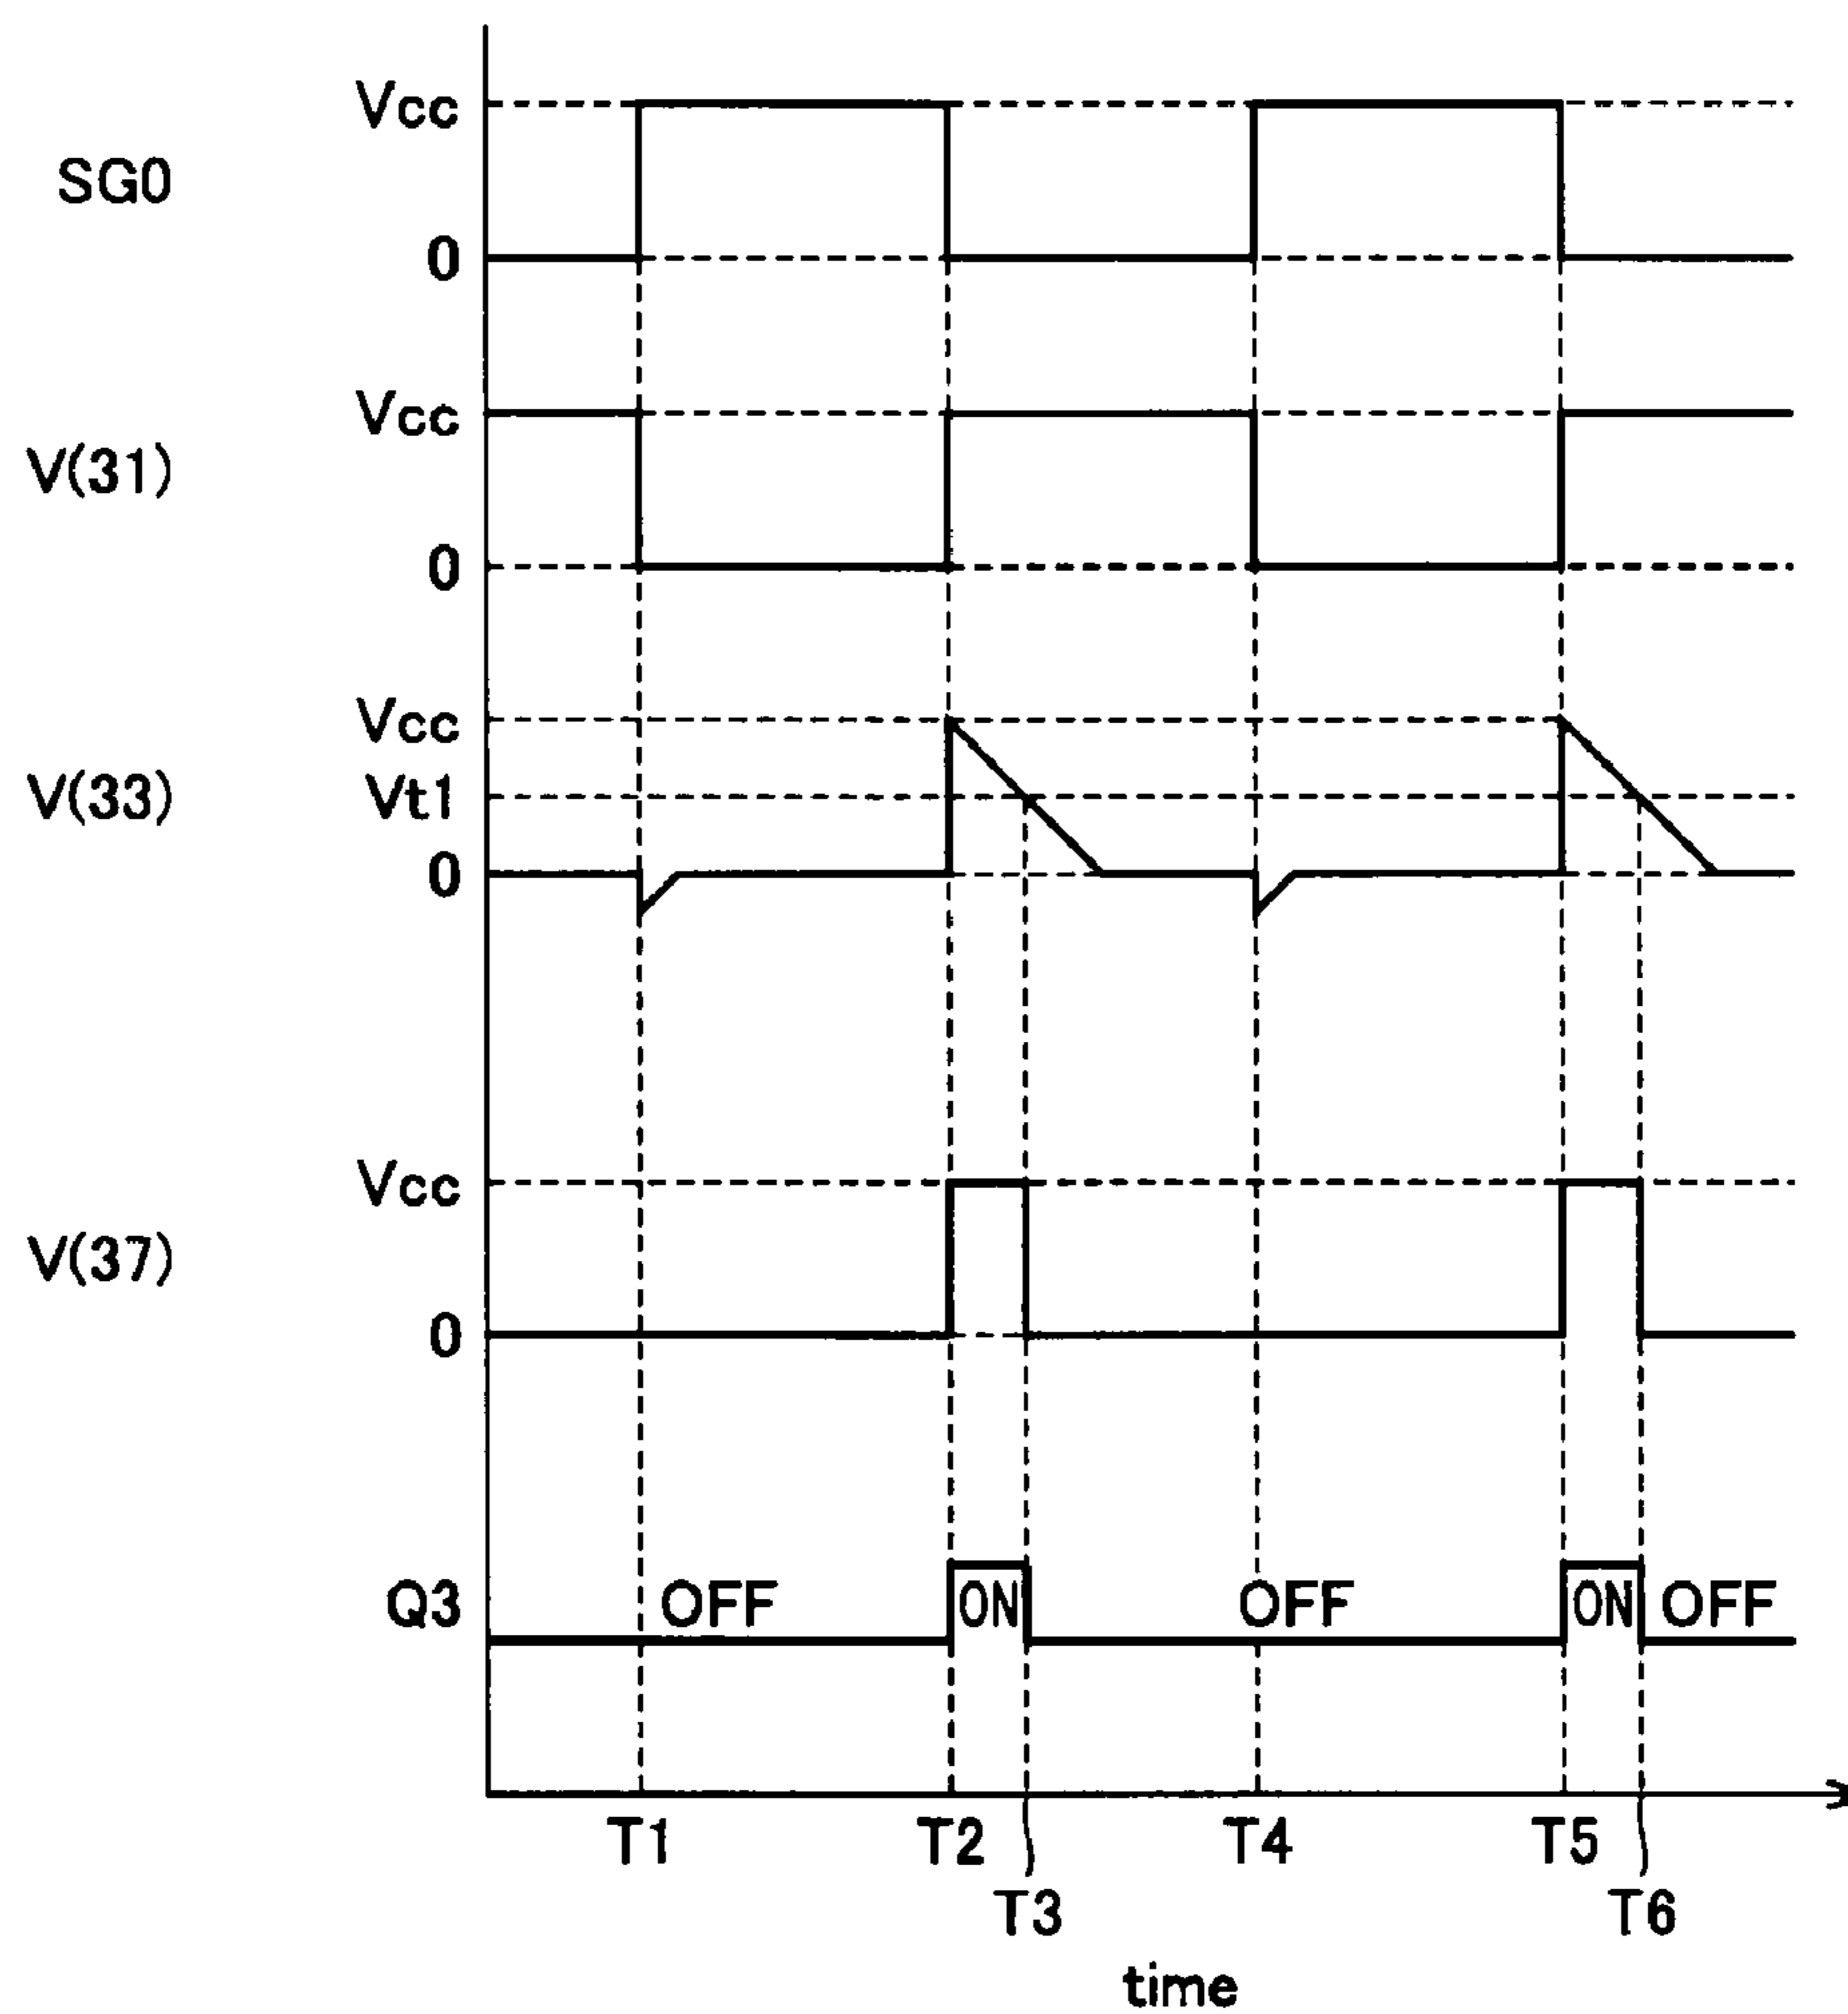 Vcc
SG0
0
Vcc
V(31)
0
Vcc
V(33) Vt1
0
Vcc
V(37)
0
Q3 OFF ON OFF ON OFF
T1 T2 T4 T5
T3 T6
time